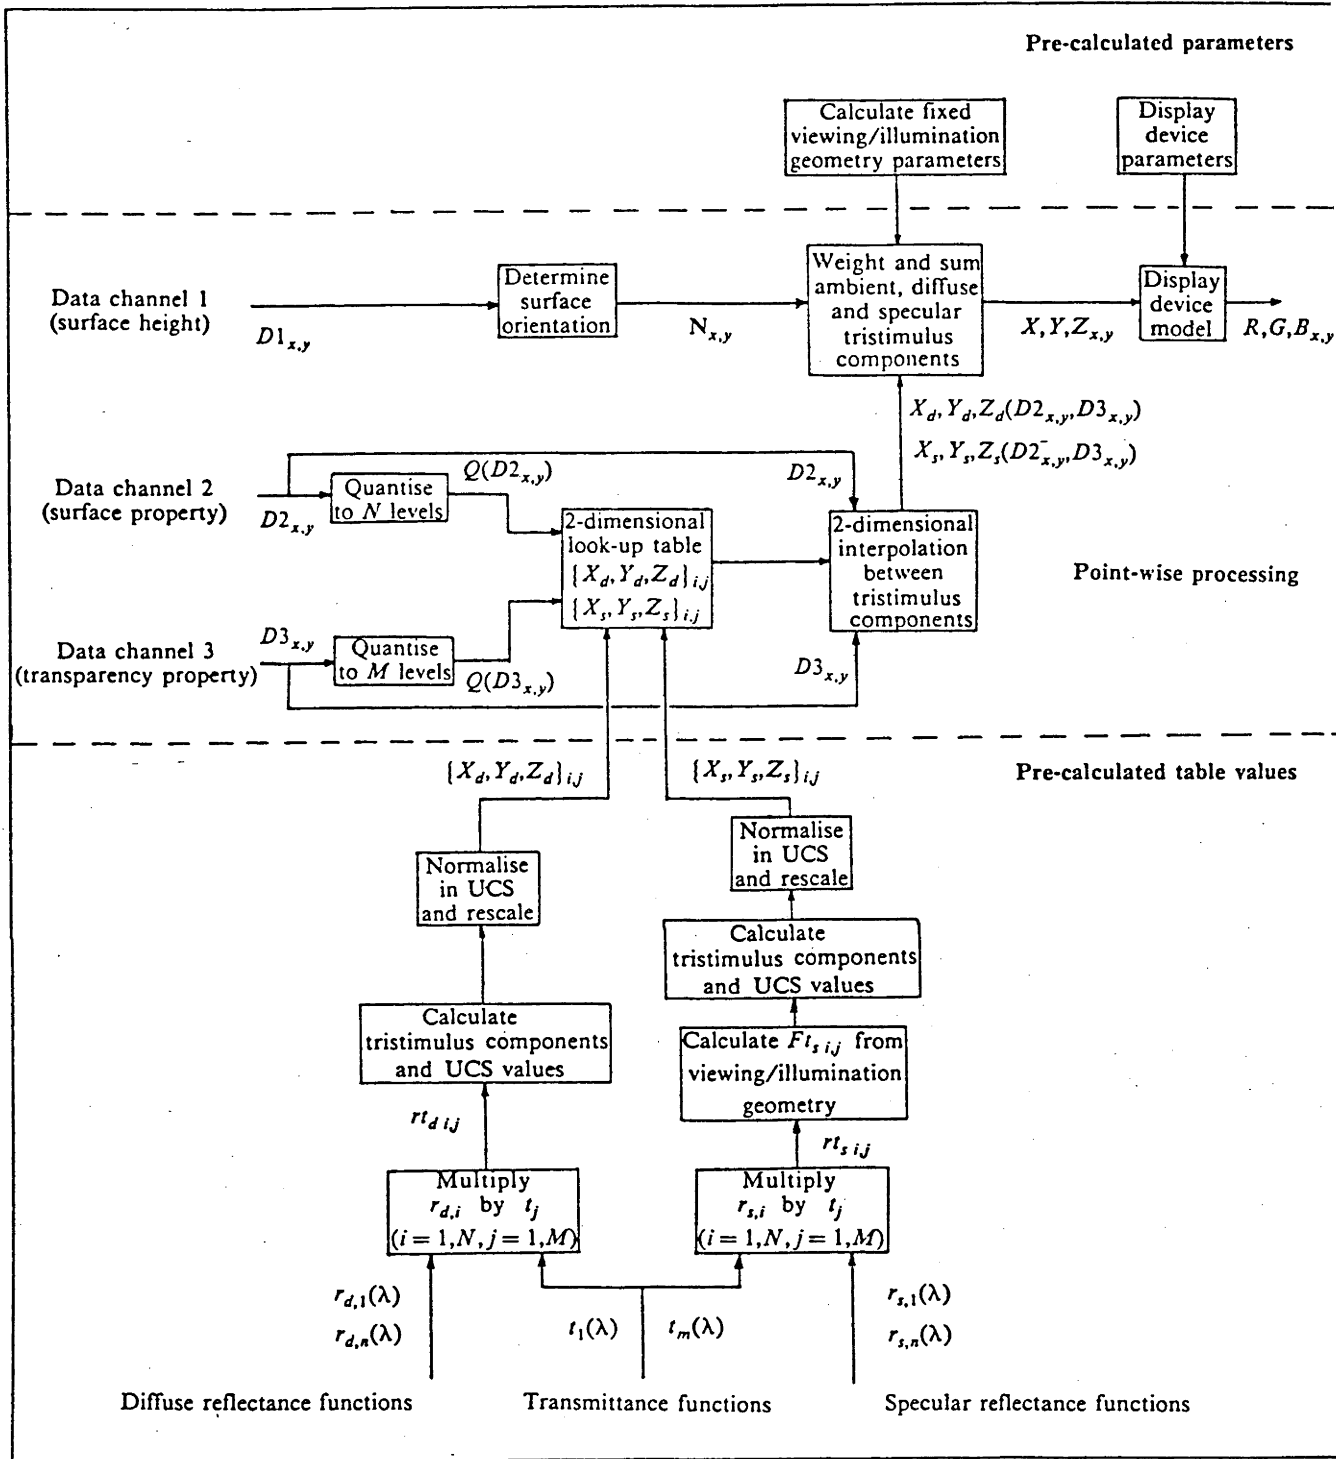 Pre-calculated parameters
Calculate fixed
viewing/illumination
geometry parameters
Display
device
parameters
Data channel 1
(surface height)
D1x,y
Determine
surface
orientation
Nx,y
Weight and sum
ambient, diffuse
and specular
tristimulus
components
X,Y,Zx,y
Display
device
model
R,G,Bx,y
Xd,Yd,Zd(D2x,y,D3x,y)
Xs,Ys,Zs(D2x,y,D3x,y)
Data channel 2
(surface property)
D2x,y
Quantise
to N levels
Q(D2x,y)
D2x,y
2-dimensional
look-up table
{Xd,Yd,Zd}i,j
{Xs,Ys,Zs}i,j
2-dimensional
interpolation
between
tristimulus
components
Point-wise processing
Data channel 3
(transparency property)
D3x,y
Quantise
to M levels
Q(D3x,y)
D3x,y
{Xd,Yd,Zd}i,j
{Xs,Ys,Zs}i,j
Pre-calculated table values
Normalise
in UCS
and rescale
Normalise
in UCS
and rescale
Calculate
tristimulus components
and UCS values
Calculate
tristimulus components
and UCS values
Calculate Fts i,j from
viewing/illumination
geometry
rtd i,j
rts i,j
Multiply
rd,i by tj
(i = 1,N,j = 1,M)
Multiply
rs,i by tj
(i = 1,N,j = 1,M)
rd,1(λ)
rd,n(λ)
t1(λ)
tm(λ)
rs,1(λ)
rs,n(λ)
Diffuse reflectance functions
Transmittance functions
Specular reflectance functions